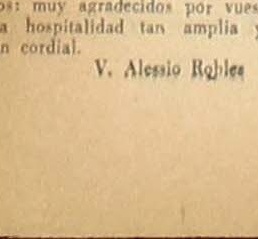 os: muy agradecidos por vues
a hospitalidad tan amplia y
n cordial.
V. Alessio Robles